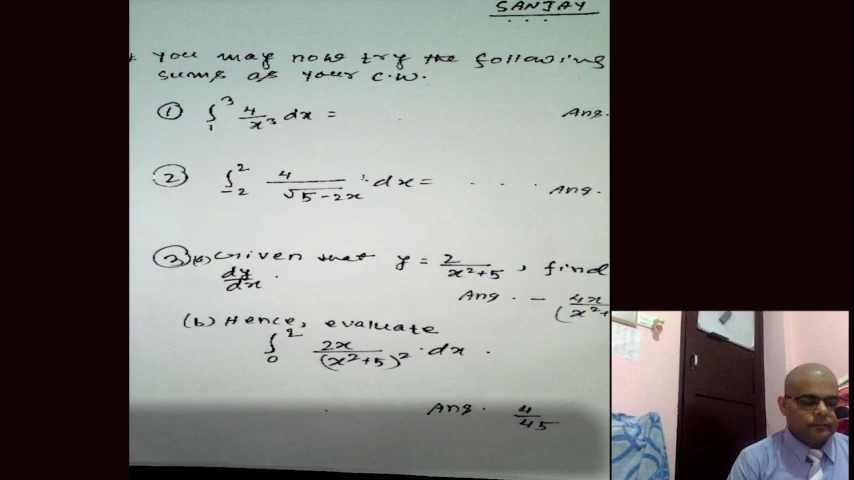 SANJAY
You may now try the following
sums as your C.W.
① ∫₁³ 4/x³ dx = Ans.
② ∫₋₂² 4/√5-2x · dx = . . . Ans.
③ (a) Given that y = 2/x²+5, find
dy/dx.
Ans. - 4x/(x²+
(b) Hence, evaluate
∫₀² 2x/(x²+5)² · dx .
Ans. 4/45